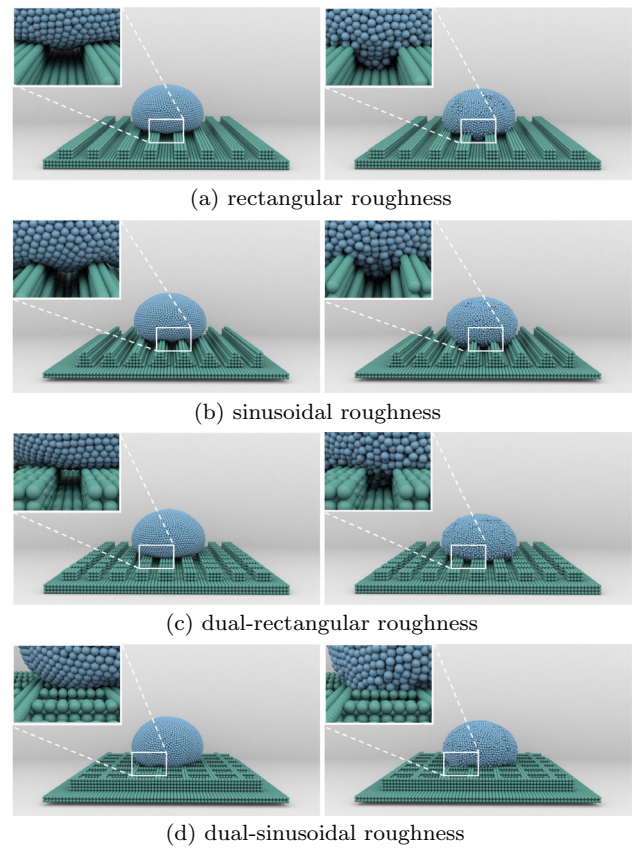 (a) rectangular roughness
(b) sinusoidal roughness
(c) dual-rectangular roughness
(d) dual-sinusoidal roughness